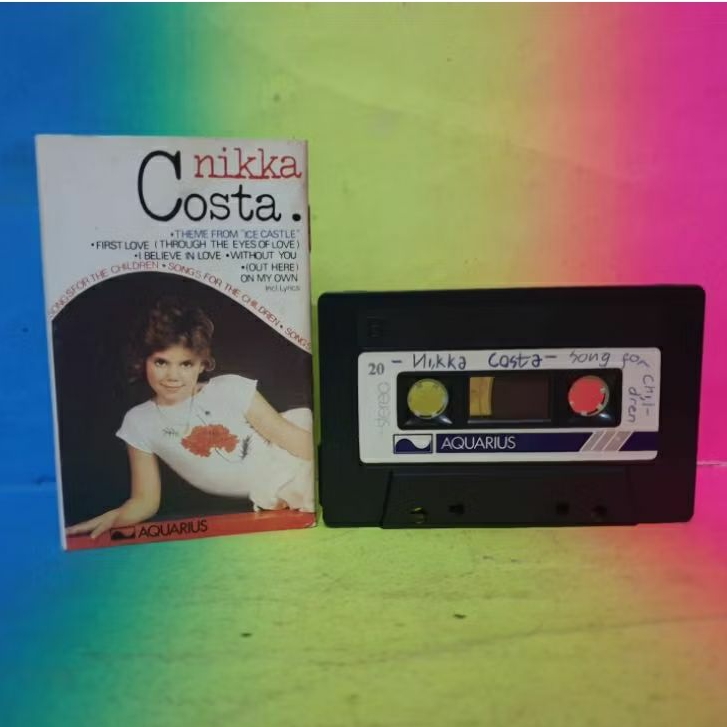 nikka
Costa.
•THEME FROM "ICE CASTLE"
•FIRST LOVE (THROUGH THE EYES OF LOVE)
•I BELIEVE IN LOVE •WITHOUT YOU
•(OUT HERE)
ON MY OWN
Incl. Lyrics
SONGS FOR THE CHILDREN • SONGS FOR THE CHILDREN • SONGS
AQUARIUS
20 - Nikka Costa - Song for Chil-
dren
stereo
AQUARIUS